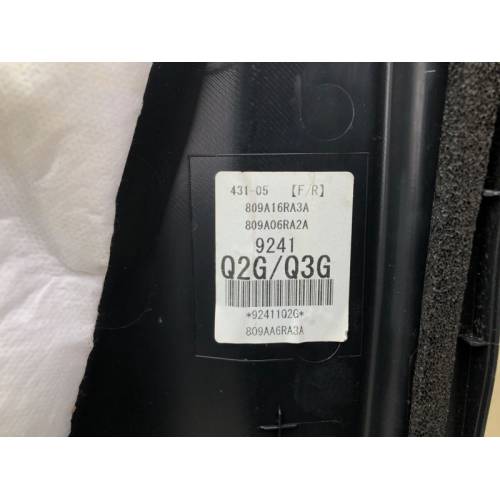 431-05 【F/R】
809A16RA3A
809A06RA2A
9241
Q2G/Q3G
*92411Q2G*
809AA6RA3A